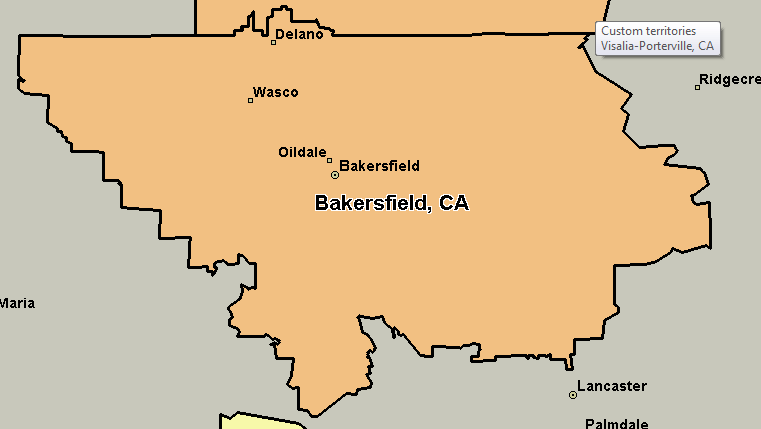 Delano
Custom territories
Visalia-Porterville, CA
Ridgecre
Wasco
Oildale
Bakersfield
Bakersfield, CA
Maria
Lancaster
Palmdale